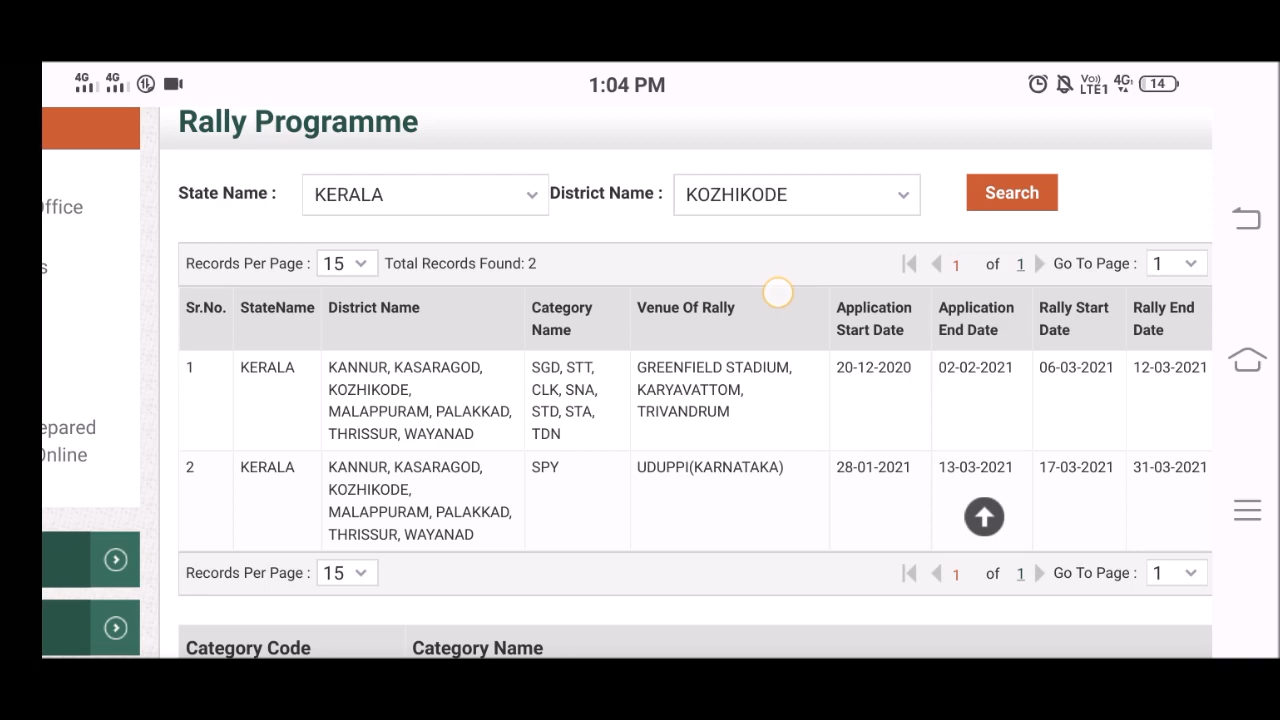 4G 4G 1:04 PM Vo)) LTE1 4G 14
Rally Programme
State Name : KERALA District Name : KOZHIKODE Search
ffice
s
epared
Online
Records Per Page : 15 Total Records Found: 2 1 of 1 Go To Page : 1
Sr.No. StateName District Name Category Name Venue Of Rally Application Start Date Application End Date Rally Start Date Rally End Date
1 KERALA KANNUR, KASARAGOD, SGD, STT, GREENFIELD STADIUM, 20-12-2020 02-02-2021 06-03-2021 12-03-2021
KOZHIKODE, CLK, SNA, KARYAVATTOM,
MALAPPURAM, PALAKKAD, STD, STA, TRIVANDRUM
THRISSUR, WAYANAD TDN
2 KERALA KANNUR, KASARAGOD, SPY UDUPPI(KARNATAKA) 28-01-2021 13-03-2021 17-03-2021 31-03-2021
KOZHIKODE,
MALAPPURAM, PALAKKAD,
THRISSUR, WAYANAD
Records Per Page : 15 1 of 1 Go To Page : 1
Category Code Category Name